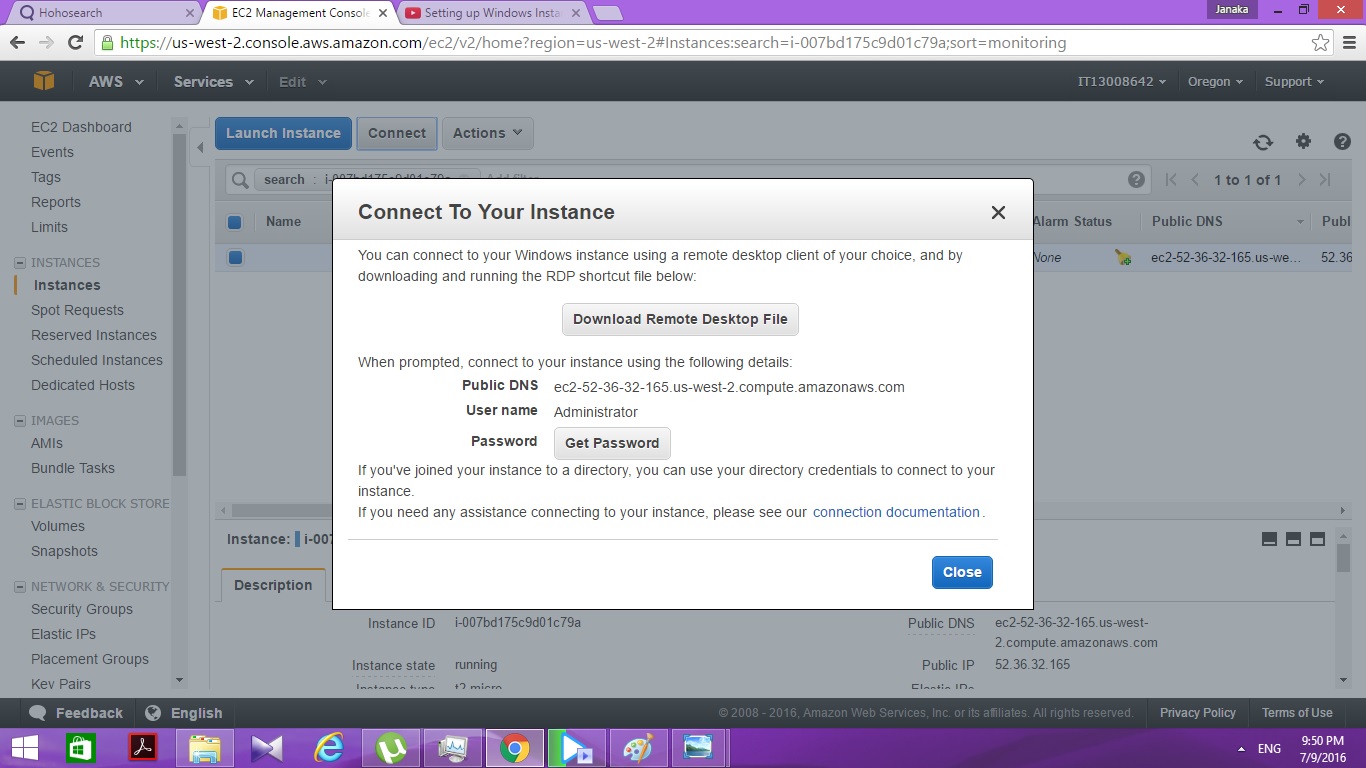 Hohosearch
EC2 Management Console
Setting up Windows Insta
Janaka
https://us-west-2.console.aws.amazon.com/ec2/v2/home?region=us-west-2#Instances:search=i-007bd175c9d01c79a;sort=monitoring
AWS Services Edit IT13008642 Oregon Support
EC2 Dashboard
Events
Tags
Reports
Limits
INSTANCES
Instances
Spot Requests
Reserved Instances
Scheduled Instances
Dedicated Hosts
IMAGES
AMIs
Bundle Tasks
ELASTIC BLOCK STORE
Volumes
Snapshots
NETWORK & SECURITY
Security Groups
Elastic IPs
Placement Groups
Key Pairs
Launch Instance Connect Actions
search : i-007bd175c9d01c79a Add filter
1 to 1 of 1
Name Alarm Status Public DNS Publ
None ec2-52-36-32-165.us-we... 52.36
Connect To Your Instance
You can connect to your Windows instance using a remote desktop client of your choice, and by
downloading and running the RDP shortcut file below:
Download Remote Desktop File
When prompted, connect to your instance using the following details:
Public DNS ec2-52-36-32-165.us-west-2.compute.amazonaws.com
User name Administrator
Password Get Password
If you've joined your instance to a directory, you can use your directory credentials to connect to your
instance.
If you need any assistance connecting to your instance, please see our connection documentation.
Close
Instance: i-007
Description
Instance ID i-007bd175c9d01c79a
Public DNS ec2-52-36-32-165.us-west-
2.compute.amazonaws.com
Instance state running
Public IP 52.36.32.165
Instance type t2.micro
Elastic IPs
Feedback English
© 2008 - 2016, Amazon Web Services, Inc. or its affiliates. All rights reserved. Privacy Policy Terms of Use
ENG
9:50 PM
7/9/2016